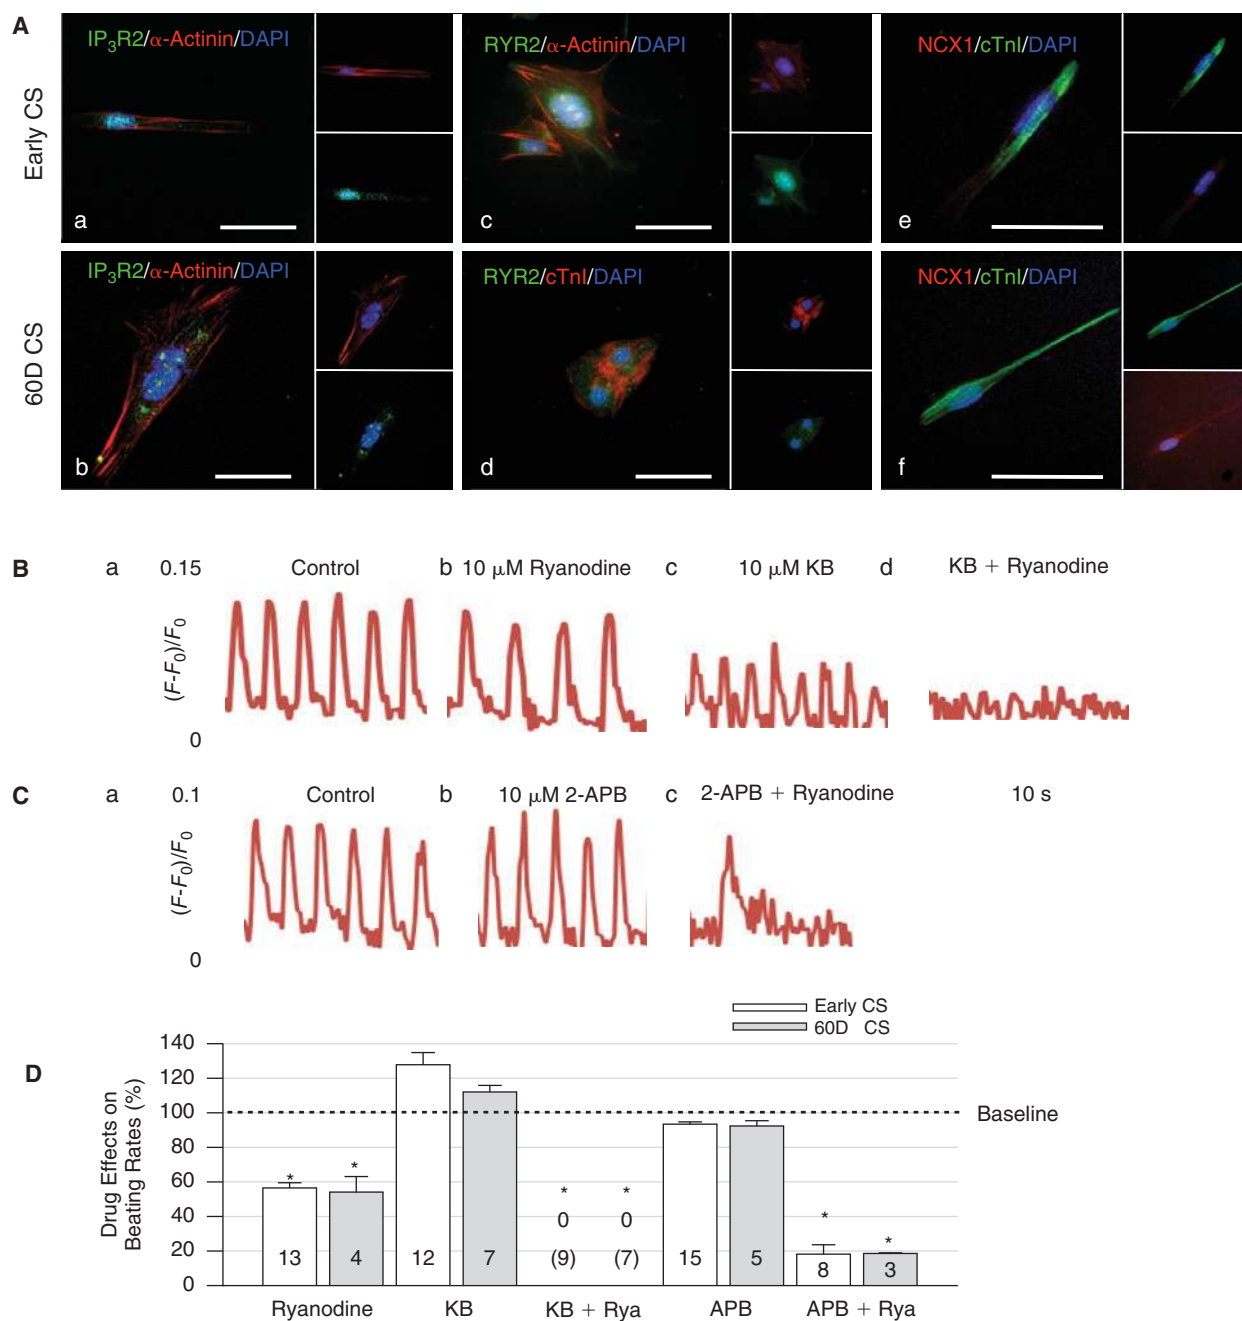 A
Early CS
IP3R2/α-Actinin/DAPI
a
RYR2/α-Actinin/DAPI
c
NCX1/cTnI/DAPI
e
60D CS
IP3R2/α-Actinin/DAPI
b
RYR2/cTnI/DAPI
d
NCX1/cTnI/DAPI
f
B
a 0.15 Control
b 10 μM Ryanodine
c 10 μM KB
d KB + Ryanodine
(F-F0)/F0
0
C
a 0.1 Control
b 10 μM 2-APB
c 2-APB + Ryanodine
10 s
(F-F0)/F0
0
Early CS
60D CS
D
Drug Effects on
Beating Rates (%)
140
120
100
80
60
40
20
0
Baseline
* * * * * *
0 0
13 4 12 7 (9) (7) 15 5 8 3
Ryanodine KB KB + Rya APB APB + Rya